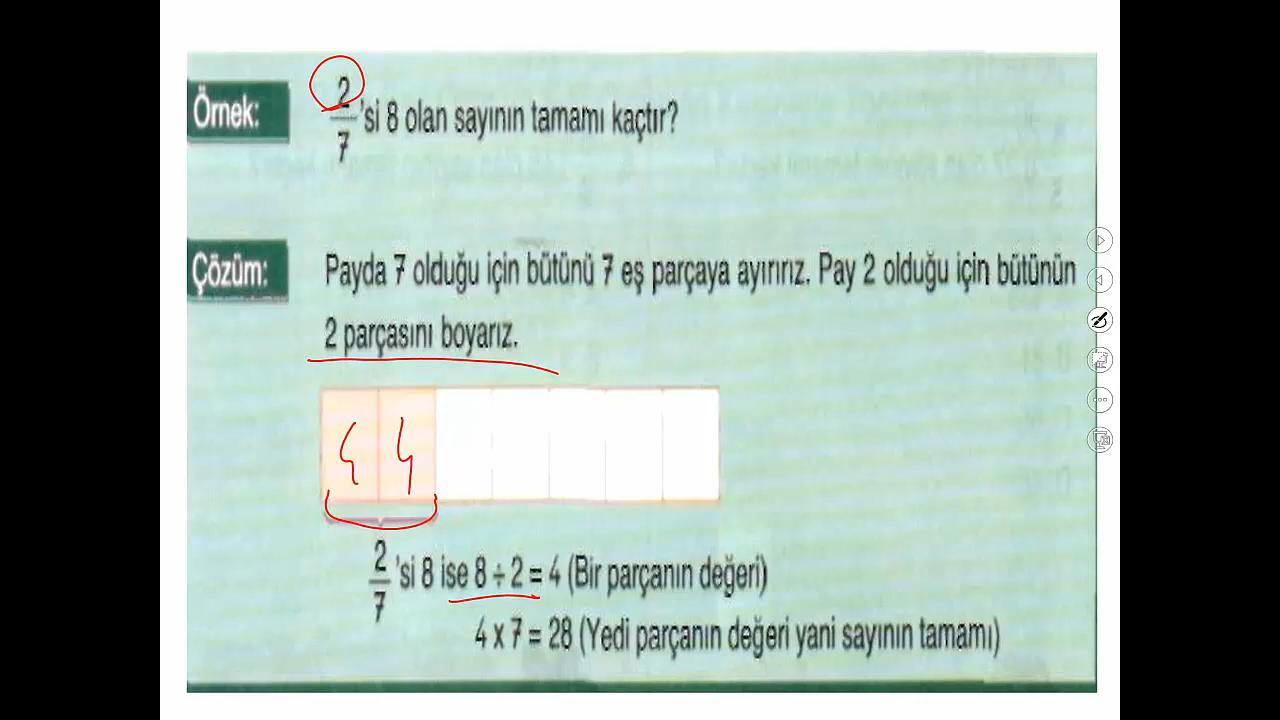 Örnek:
2/7 'si 8 olan sayının tamamı kaçtır?
Çözüm:
Payda 7 olduğu için bütünü 7 eş parçaya ayırırız. Pay 2 olduğu için bütünün
2 parçasını boyarız.
4 4
2/7 'si 8 ise 8 ÷ 2 = 4 (Bir parçanın değeri)
4 x 7 = 28 (Yedi parçanın değeri yani sayının tamamı)